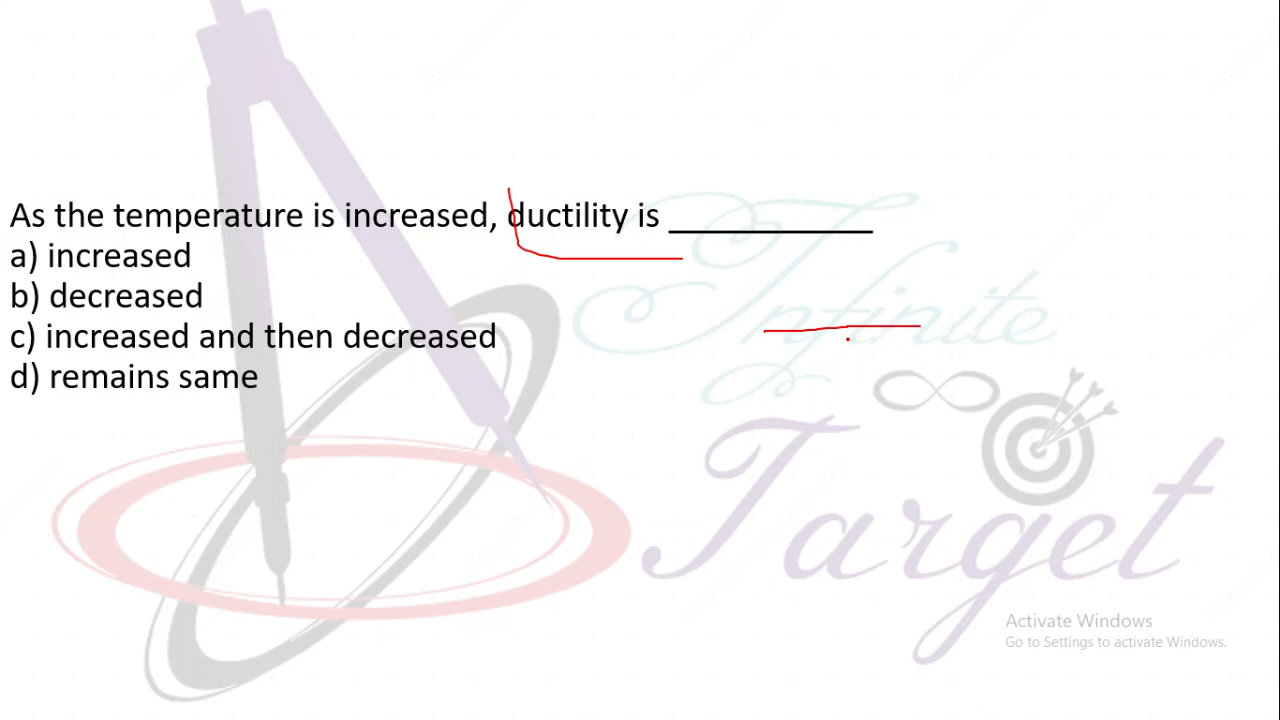 As the temperature is increased, ductility is ____________
a) increased
b) decreased
c) increased and then decreased
d) remains same
Infinite
Target
Activate Windows
Go to Settings to activate Windows.